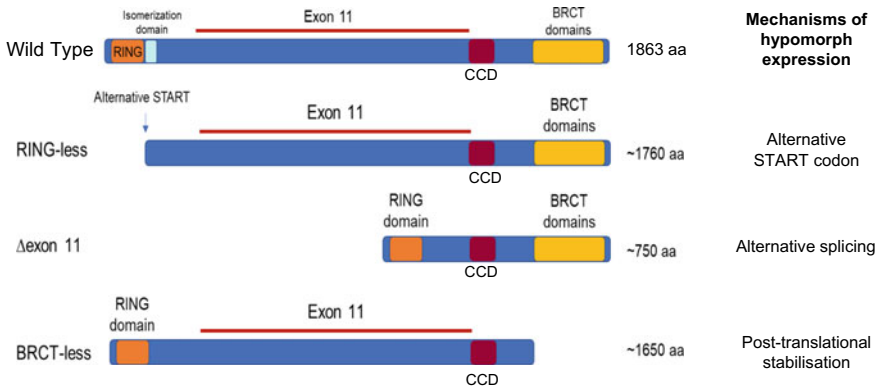 Isomerization
domain
Exon 11
BRCT
domains
Mechanisms of
hypomorph
expression
Wild Type
RING
1863 aa
CCD
Alternative START
Exon 11
BRCT
domains
RING-less
~1760 aa
Alternative
START codon
CCD
RING
domain
BRCT
domains
Δexon 11
~750 aa
Alternative splicing
CCD
RING
domain
Exon 11
BRCT-less
~1650 aa
Post-translational
stabilisation
CCD